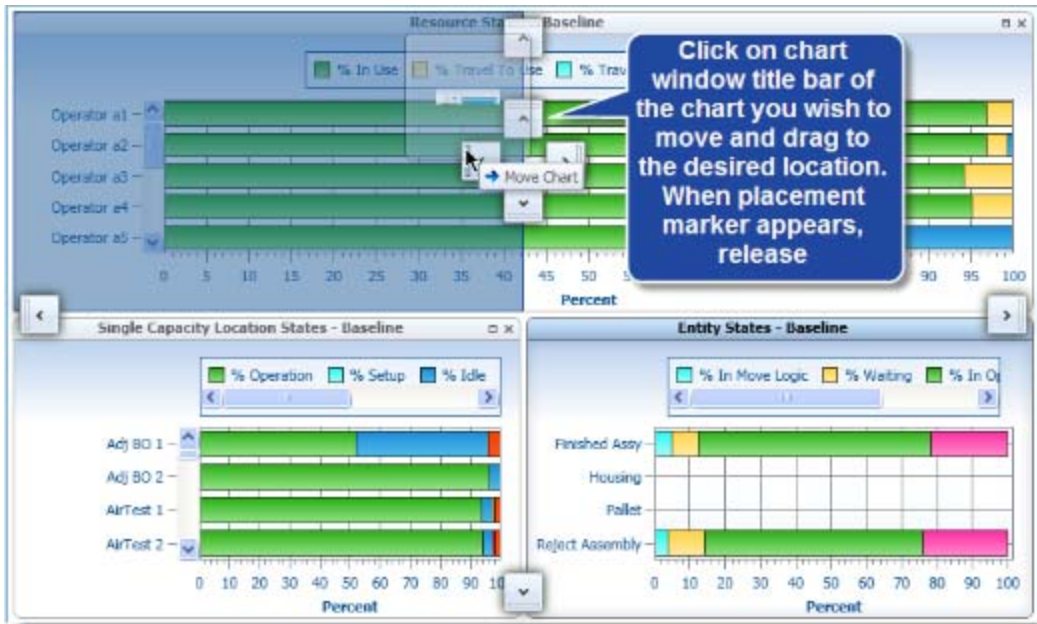 Resource Sta
Baseline
% In Use % Travel To Use % Trav
Click on chart
window title bar of
the chart you wish to
move and drag to
the desired location.
When placement
marker appears,
release
Operator a1
Operator a2
Operator a3
Operator a4
Operator a5
Move Chart
0 5 10 15 20 25 30 35 40 45 50 90 95 100
Percent
Single Capacity Location States - Baseline
% Operation % Setup % Idle
Adj BO 1
Adj BO 2
AirTest 1
AirTest 2
0 10 20 30 40 50 60 70 80 90
Percent
Entity States - Baseline
% In Move Logic % Waiting % In Op
Finished Assy
Housing
Pallet
Reject Assembly
0 10 20 30 40 50 60 70 80 90 100
Percent